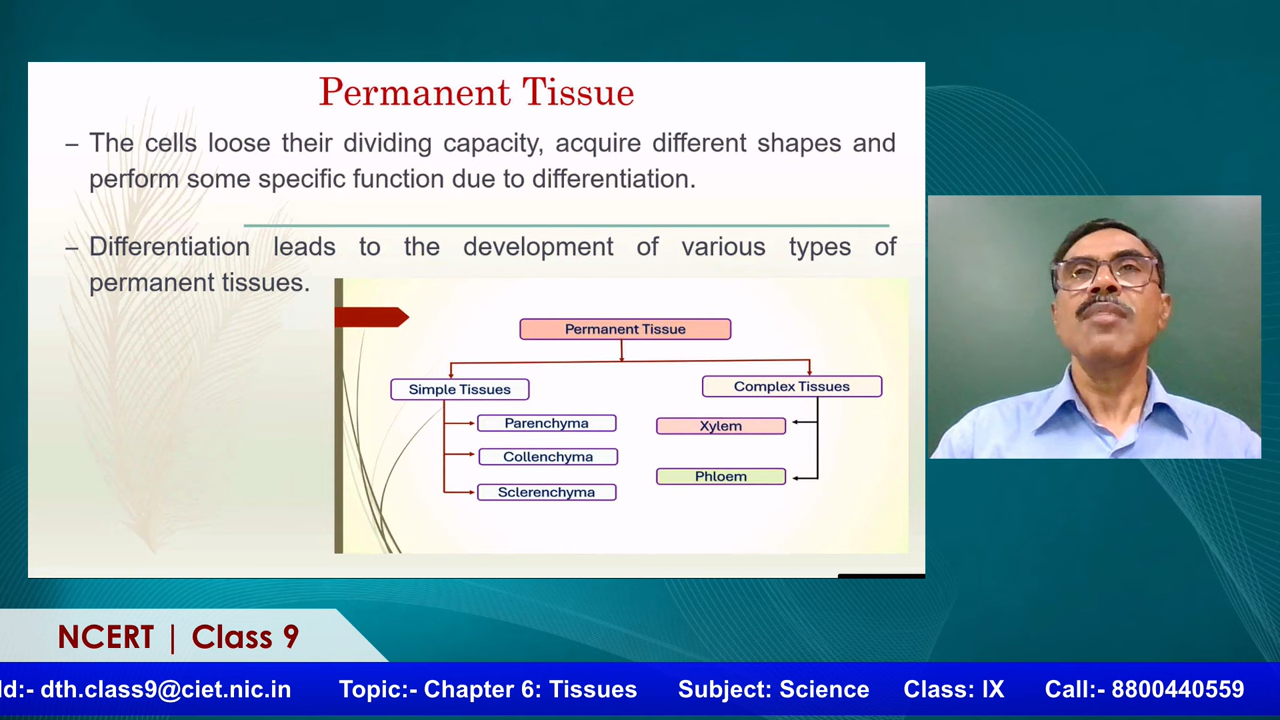 Permanent Tissue
– The cells loose their dividing capacity, acquire different shapes and
perform some specific function due to differentiation.
– Differentiation leads to the development of various types of
permanent tissues.
Permanent Tissue
Simple Tissues
Complex Tissues
Parenchyma
Xylem
Collenchyma
Phloem
Sclerenchyma
NCERT | Class 9
Id:- dth.class9@ciet.nic.in Topic:- Chapter 6: Tissues Subject: Science Class: IX Call:- 8800440559